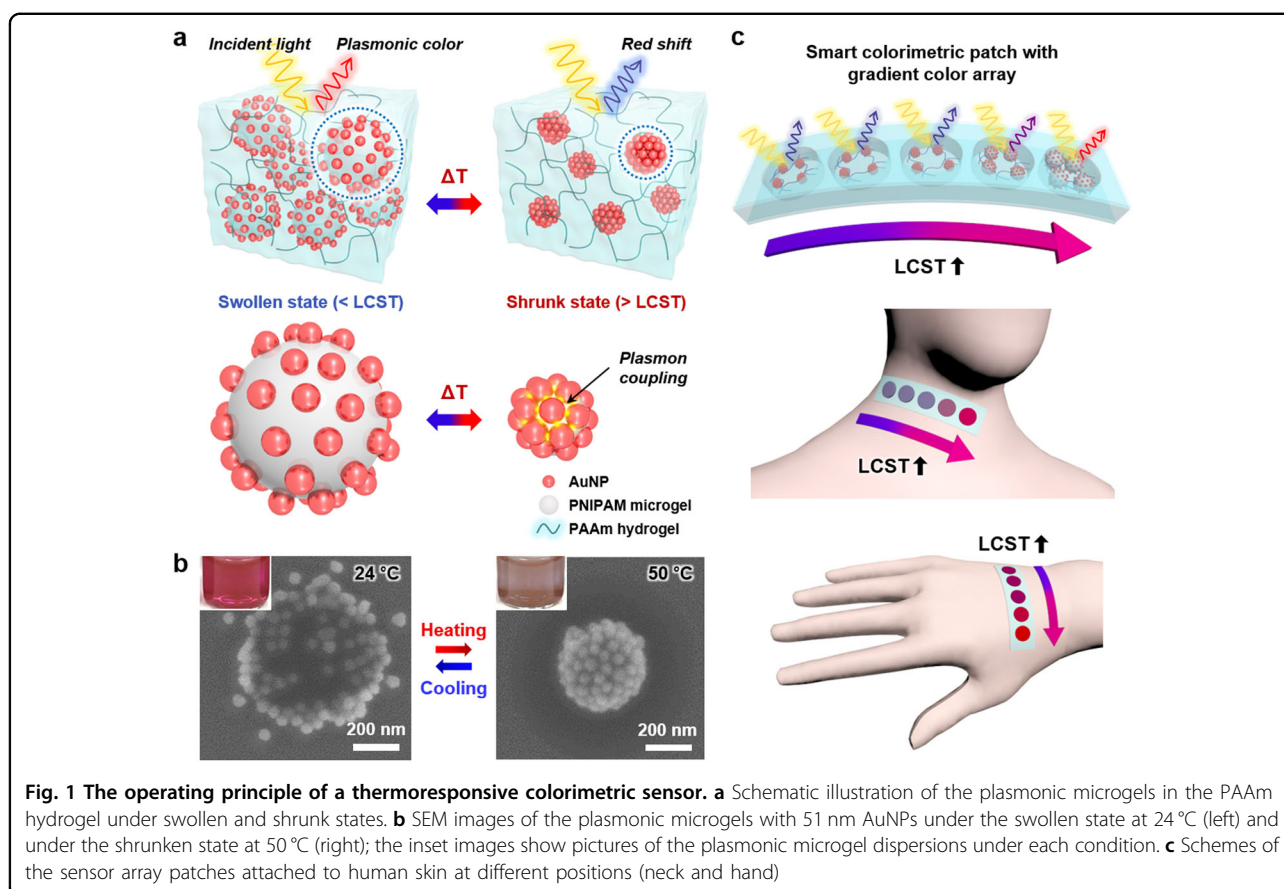 a
Incident light
Plasmonic color
Red shift
ΔT
Swollen state (< LCST)
Shrunk state (> LCST)
ΔT
Plasmon
coupling
AuNP
PNIPAM microgel
PAAm hydrogel
b
24 °C
200 nm
Heating
Cooling
50 °C
200 nm
c
Smart colorimetric patch with
gradient color array
LCST ⬆
LCST ⬆
LCST ⬆
Fig. 1 The operating principle of a thermoresponsive colorimetric sensor. a Schematic illustration of the plasmonic microgels in the PAAm
hydrogel under swollen and shrunk states. b SEM images of the plasmonic microgels with 51 nm AuNPs under the swollen state at 24 °C (left) and
under the shrunken state at 50 °C (right); the inset images show pictures of the plasmonic microgel dispersions under each condition. c Schemes of
the sensor array patches attached to human skin at different positions (neck and hand)